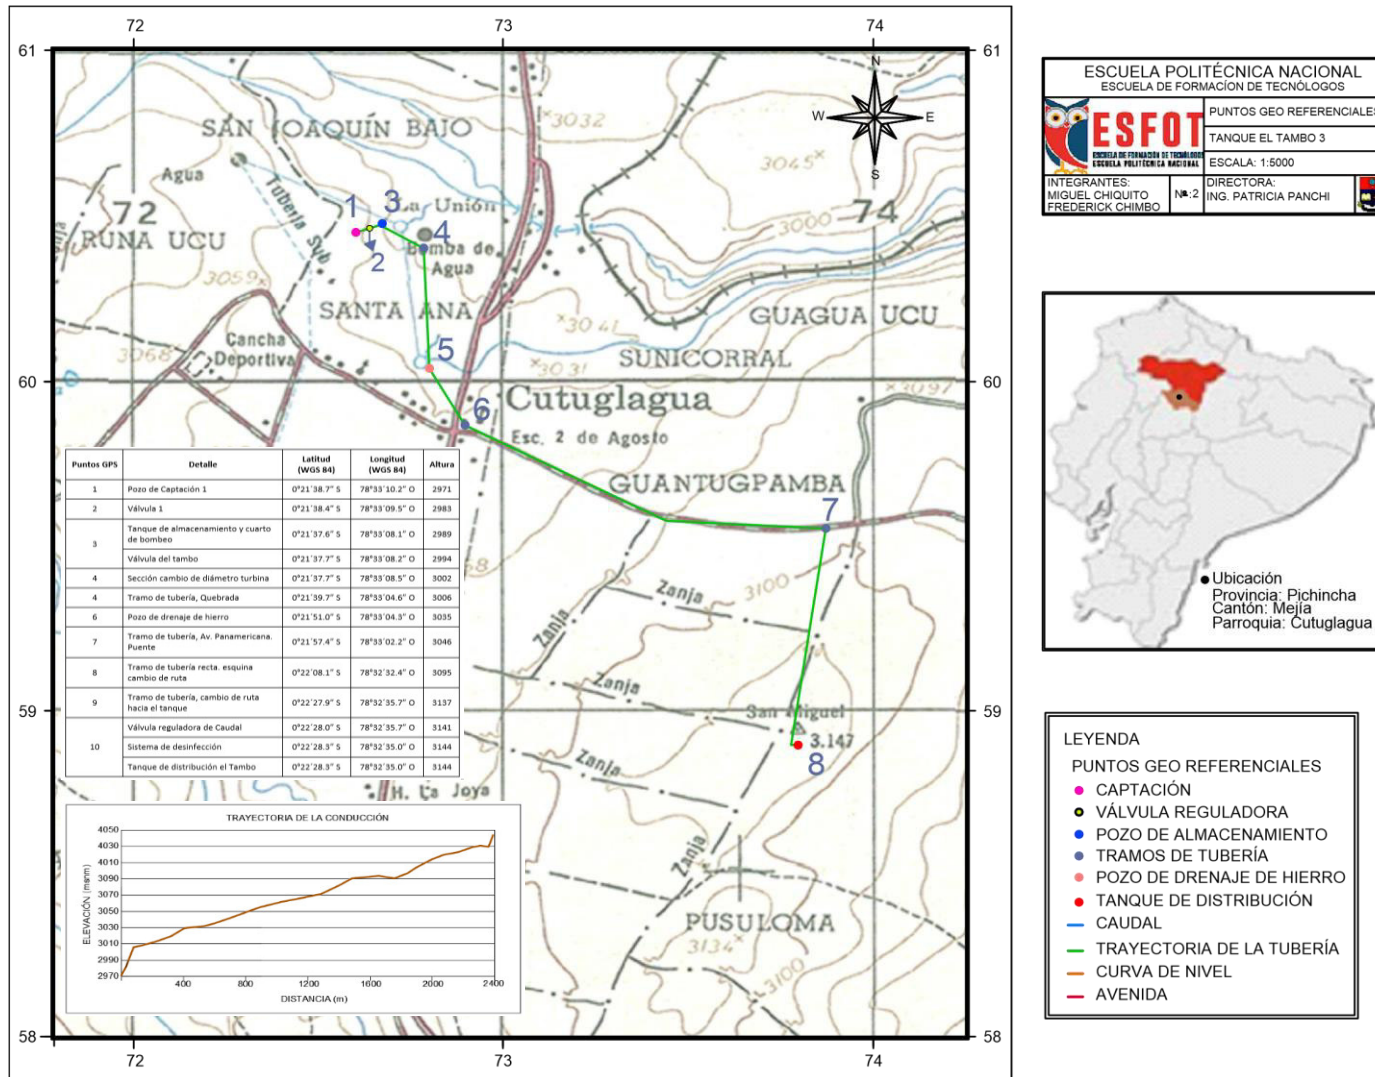 72 73 74
61 61
N
W E
S
SAN JOAQUÍN BAJO
×3032
3045×
Agua
Tubería Sub
72
RUNA UCU
1 3
La Unión
3000
74
4
Bomba de
Agua
2
3059×
SANTA ANA
×3041
GUAGUA UCU
Cancha
Deportiva
3068
5
SUNICORRAL
×3031
×3097
60 60
6
Cutuglagua
Esc. 2 de Agosto
GUANTUGPAMBA
7
3100
Zanja
Zanja
Zanja
San Miguel
59
3.147
8
Zanja
H. La Joya
Zanja
PUSULOMA
3134×
3100
58 58
72 73 74
Puntos GPS Detalle Latitud (WGS 84) Longitud (WGS 84) Altura
1 Pozo de Captación 1 0°21´38.7" S 78°33´10.2" O 2971
2 Válvula 1 0°21´38.4" S 78°33´09.5" O 2983
3 Tanque de almacenamiento y cuarto de bombeo 0°21´37.6" S 78°33´08.1" O 2989
Válvula del tambo 0°21´37.7" S 78°33´08.2" O 2994
4 Sección cambio de diámetro turbina 0°21´37.7" S 78°33´08.5" O 3002
4 Tramo de tubería, Quebrada 0°21´39.7" S 78°33´04.6" O 3006
6 Pozo de drenaje de hierro 0°21´51.0" S 78°33´04.3" O 3035
7 Tramo de tubería, Av. Panamericana. Puente 0°21´57.4" S 78°33´02.2" O 3046
8 Tramo de tubería recta. esquina cambio de ruta 0°22´08.1" S 78°32´32.4" O 3095
9 Tramo de tubería, cambio de ruta hacia el tanque 0°22´27.9" S 78°32´35.7" O 3137
10 Válvula reguladora de Caudal 0°22´28.0" S 78°32´35.7" O 3141
Sistema de desinfección 0°22´28.3" S 78°32´35.0" O 3144
Tanque de distribución el Tambo 0°22´28.3" S 78°32´35.0" O 3144
TRAYECTORIA DE LA CONDUCCIÓN
ELEVACIÓN (msnm)
4050
4030
4010
3090
3070
3050
3030
3010
2990
2970
400 800 1200 1600 2000 2400
DISTANCIA (m)
ESCUELA POLITÉCNICA NACIONAL
ESCUELA DE FORMACÍON DE TECNÓLOGOS
ESFOT
ESCUELA DE FORMACIÓN DE TECNÓLOGOS
ESCUELA POLITÉCNICA NACIONAL
PUNTOS GEO REFERENCIALES
TANQUE EL TAMBO 3
ESCALA: 1:5000
INTEGRANTES:
MIGUEL CHIQUITO
FREDERICK CHIMBO
Nª:2
DIRECTORA:
ING. PATRICIA PANCHI
Ubicación
Provincia: Pichincha
Cantón: Mejía
Parroquia: Cutuglagua
LEYENDA
PUNTOS GEO REFERENCIALES
CAPTACIÓN
VÁLVULA REGULADORA
POZO DE ALMACENAMIENTO
TRAMOS DE TUBERÍA
POZO DE DRENAJE DE HIERRO
TANQUE DE DISTRIBUCIÓN
CAUDAL
TRAYECTORIA DE LA TUBERÍA
CURVA DE NIVEL
AVENIDA